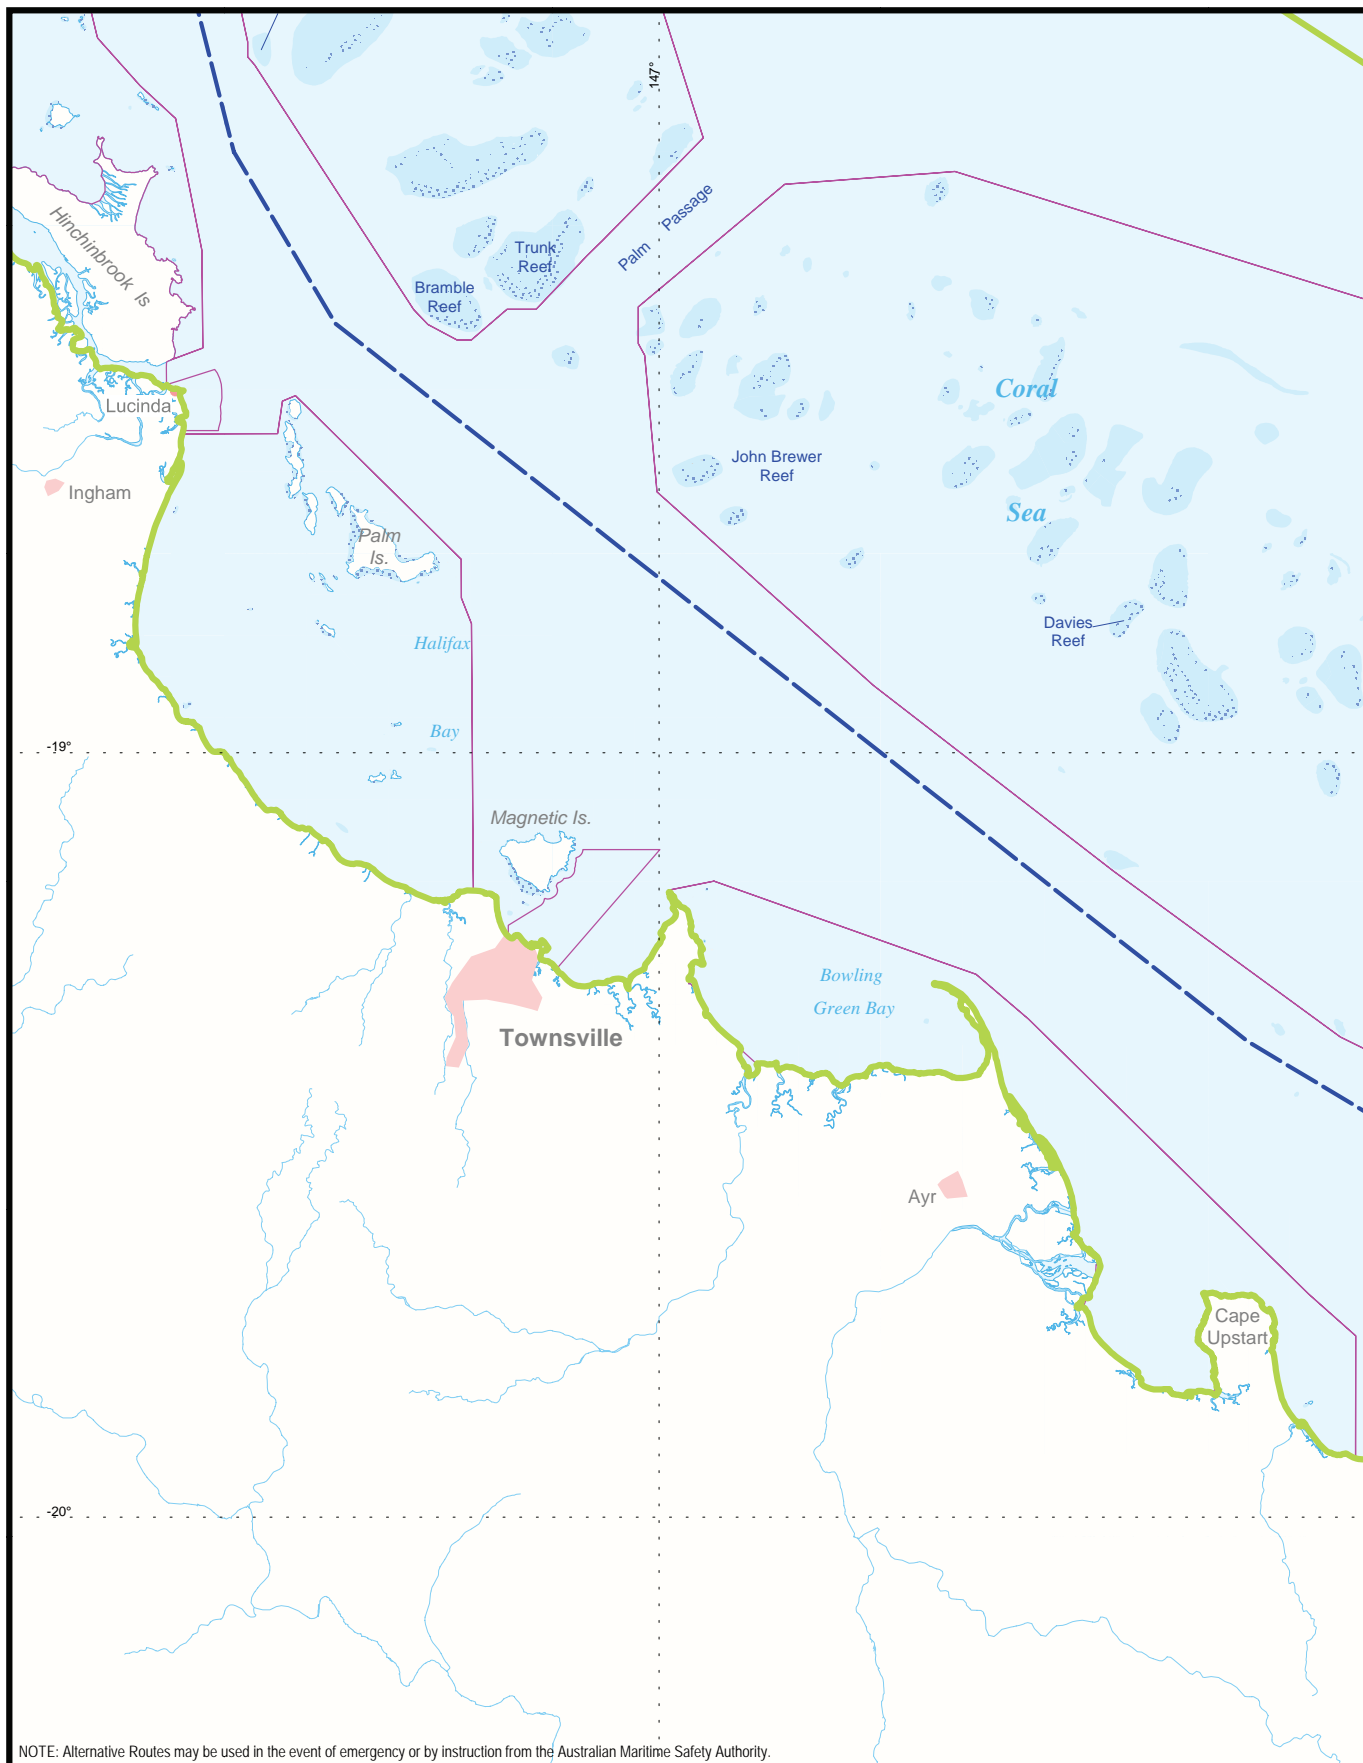 147°
Hinchinbrook Is
Palm Passage
Trunk
Reef
Bramble
Reef
Coral
Lucinda
John Brewer
Reef
Ingham
Sea
Palm
Is.
Davies
Reef
Halifax
Bay
-19°
Magnetic Is.
Bowling
Green Bay
Townsville
Ayr
Cape
Upstart
-20°
NOTE: Alternative Routes may be used in the event of emergency or by instruction from the Australian Maritime Safety Authority.